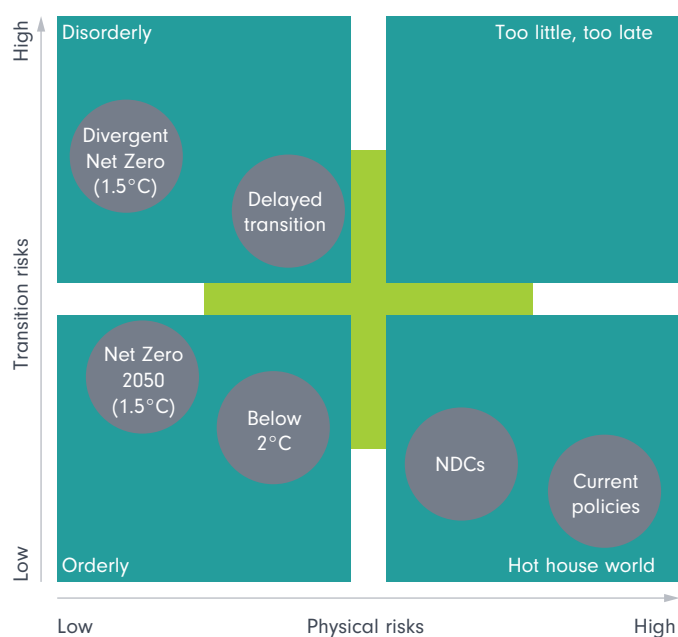 High
Disorderly
Too little, too late
Divergent
Net Zero
(1.5°C)
Delayed
transition
Transition risks
Net Zero
2050
(1.5°C)
Below
2°C
NDCs
Current
policies
Low
Orderly
Hot house world
Low
Physical risks
High